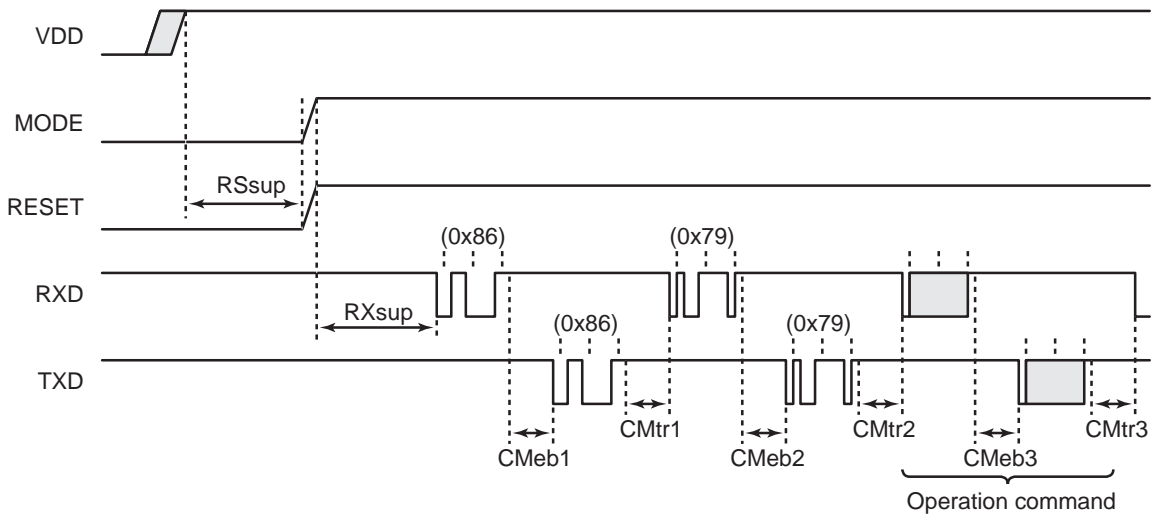 VDD
MODE
RSsup
RESET
(0x86)
(0x79)
RXD
RXsup
(0x86)
(0x79)
TXD
CMtr1
CMtr2
CMtr3
CMeb1
CMeb2
CMeb3
Operation command